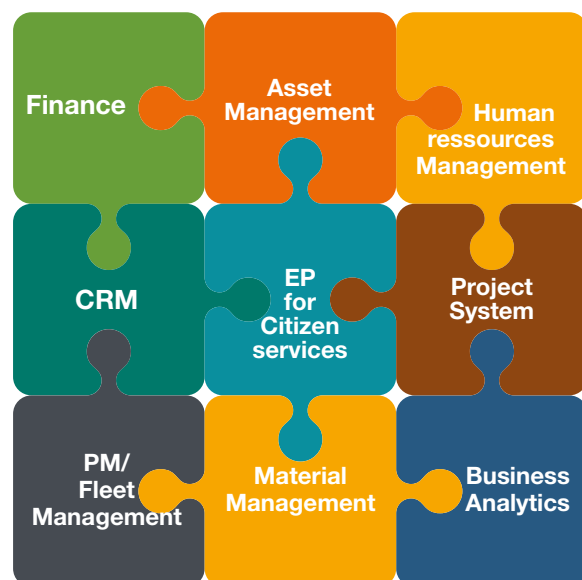 Finance
Asset
Management
Human
ressources
Management
CRM
EP
for
Citizen
services
Project
System
PM/
Fleet
Management
Material
Management
Business
Analytics